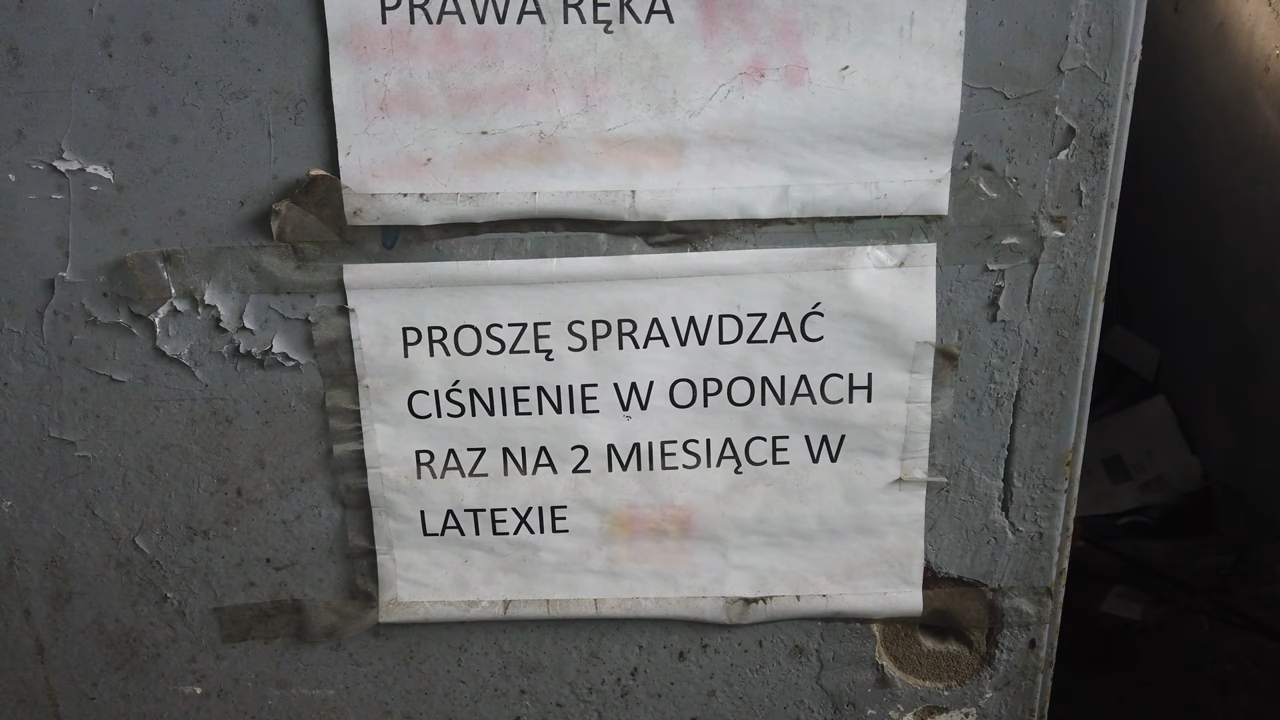 PRAWA RĘKA
PROSZĘ SPRAWDZAĆ
CIŚNIENIE W OPONACH
RAZ NA 2 MIESIĄCE W
LATEXIE